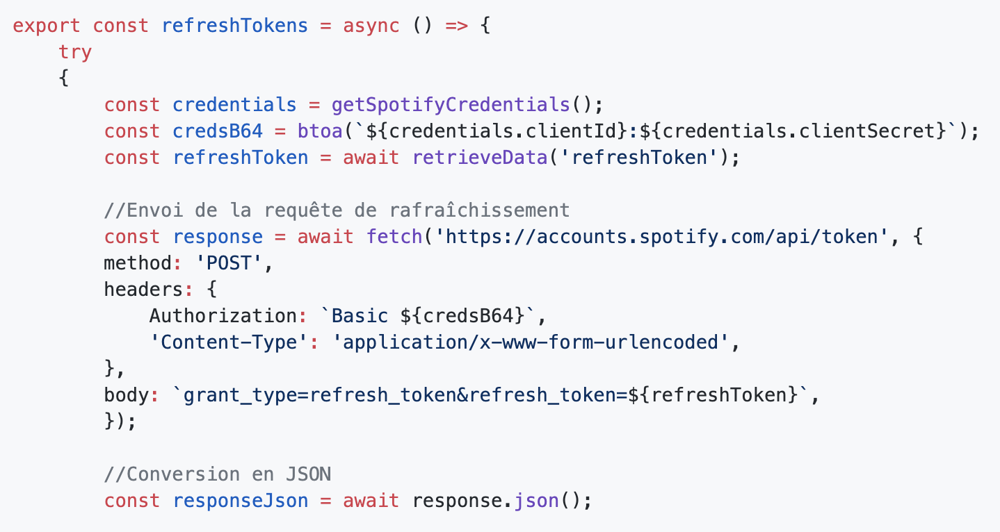 export const refreshTokens = async () => {
    try
    {
        const credentials = getSpotifyCredentials();
        const credsB64 = btoa(`${credentials.clientId}:${credentials.clientSecret}`);
        const refreshToken = await retrieveData('refreshToken');

        //Envoi de la requête de rafraîchissement
        const response = await fetch('https://accounts.spotify.com/api/token', {
        method: 'POST',
        headers: {
            Authorization: `Basic ${credsB64}`,
            'Content-Type': 'application/x-www-form-urlencoded',
        },
        body: `grant_type=refresh_token&refresh_token=${refreshToken}`,
        });

        //Conversion en JSON
        const responseJson = await response.json();